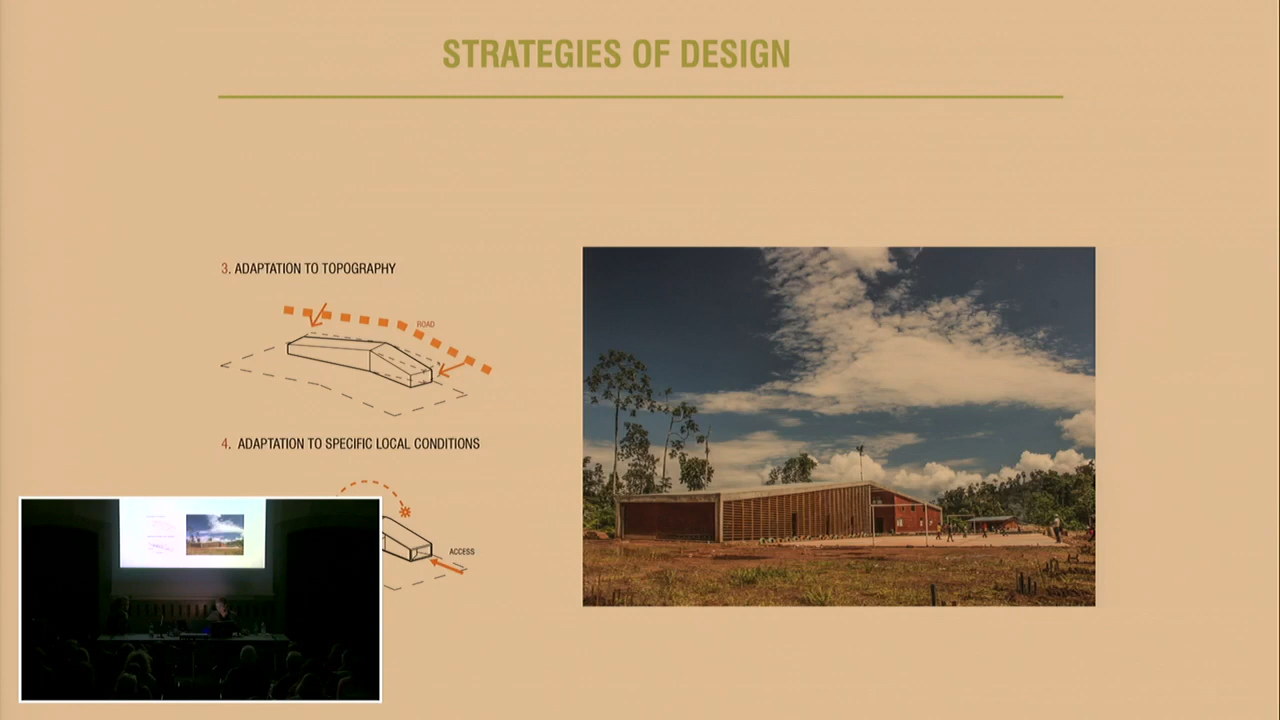 STRATEGIES OF DESIGN
3. ADAPTATION TO TOPOGRAPHY
ROAD
4. ADAPTATION TO SPECIFIC LOCAL CONDITIONS
ACCESS